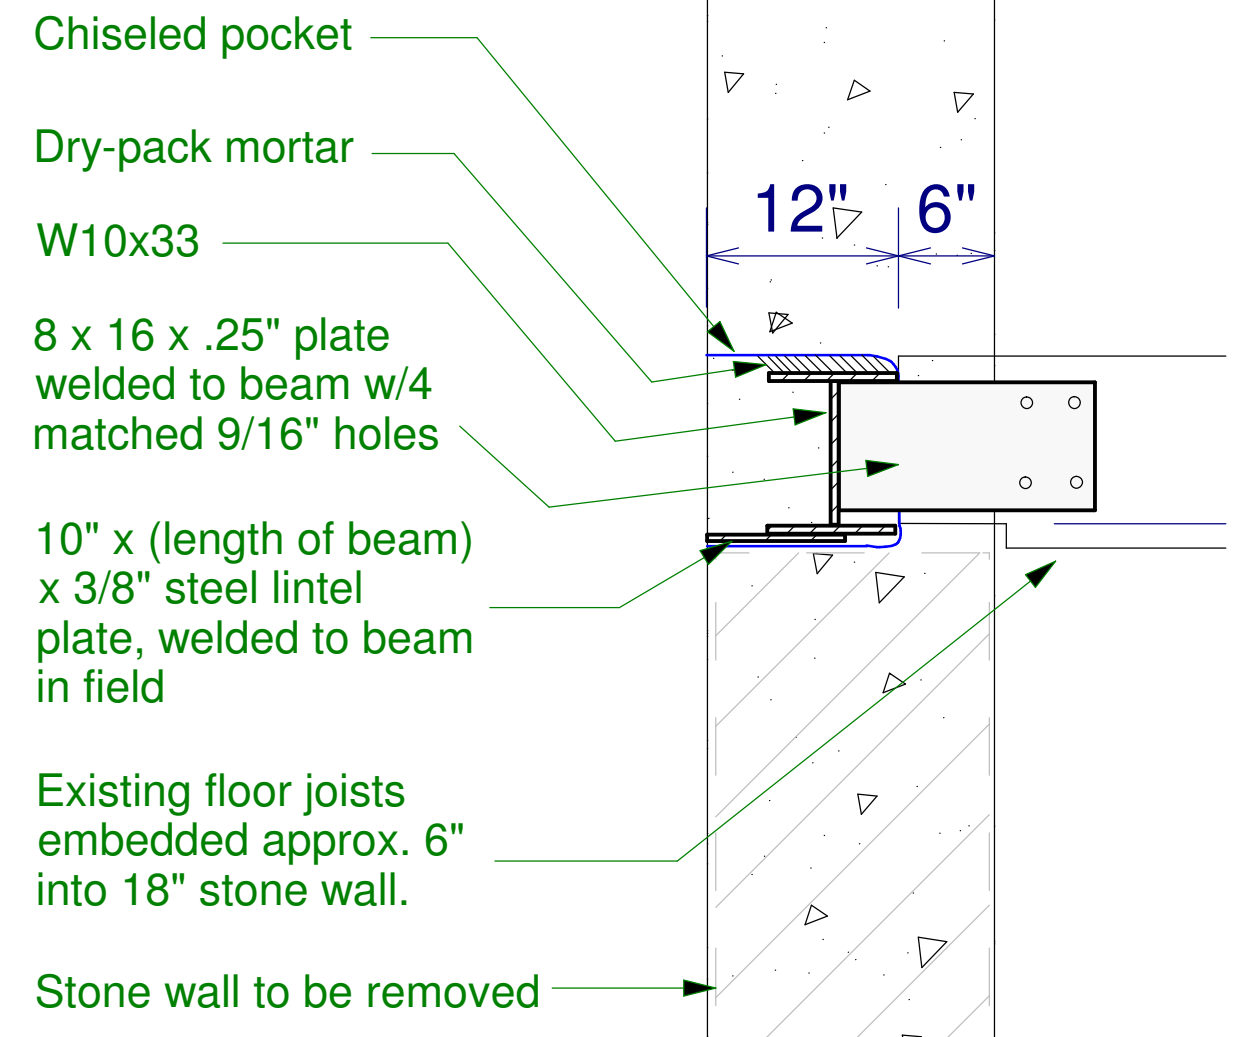 Chiseled pocket
Dry-pack mortar
W10x33
8 x 16 x .25" plate
welded to beam w/4
matched 9/16" holes
10" x (length of beam)
x 3/8" steel lintel
plate, welded to beam
in field
Existing floor joists
embedded approx. 6"
into 18" stone wall.
Stone wall to be removed
12"
6"